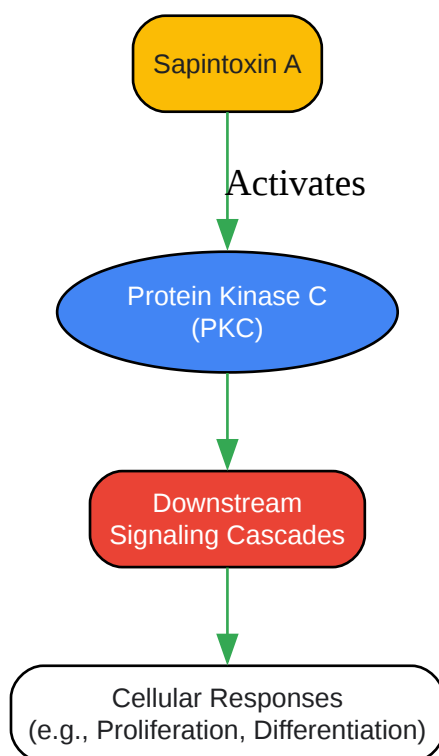 Sapintoxin A
Activates
Protein Kinase C
(PKC)
Downstream
Signaling Cascades
Cellular Responses
(e.g., Proliferation, Differentiation)